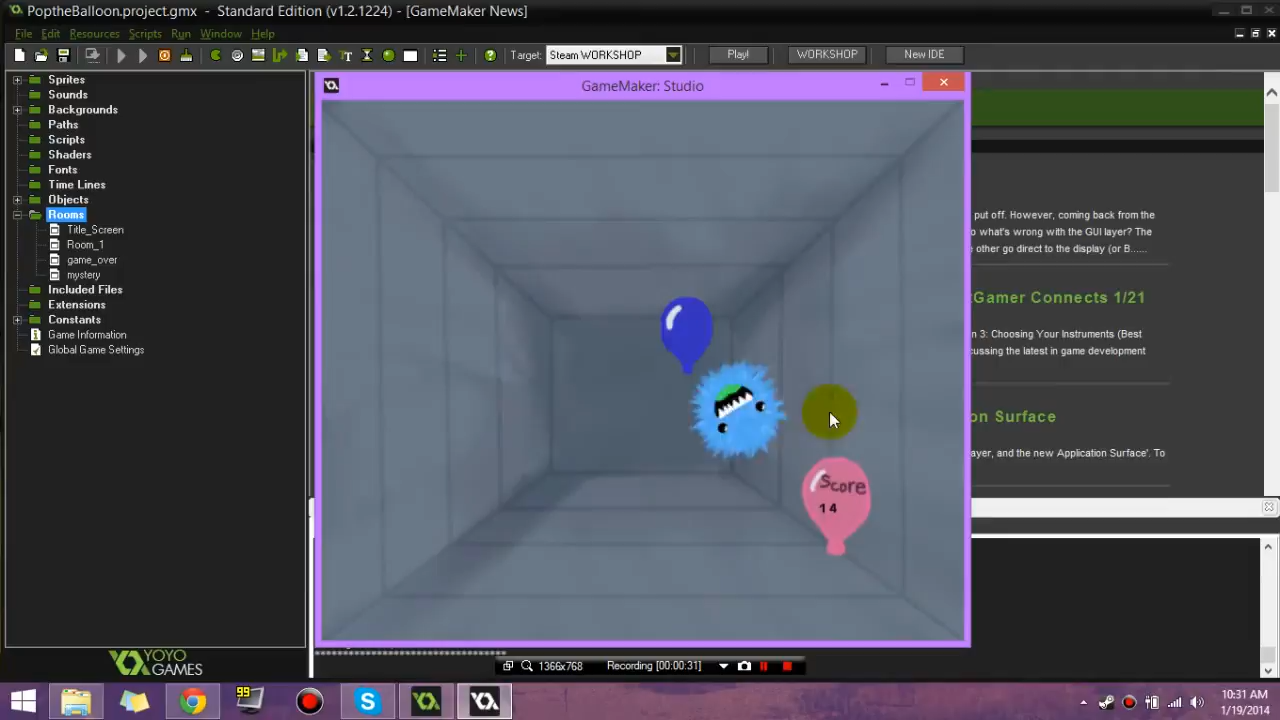 PoptheBalloon.project.gmx - Standard Edition (v1.2.1224) - [GameMaker News]
File Edit Resources Scripts Run Window Help
Target: Steam WORKSHOP Play! WORKSHOP New IDE
Sprites
Sounds
Backgrounds
Paths
Scripts
Shaders
Fonts
Time Lines
Objects
Rooms
Title_Screen
Room_1
game_over
mystery
Included Files
Extensions
Constants
Game Information
Global Game Settings
YOYO
GAMES
GameMaker: Studio
Score
14
put off. However, coming back from the
o what's wrong with the GUI layer? The
e other go direct to the display (or B......
Gamer Connects 1/21
n 3: Choosing Your Instruments (Best
cussing the latest in game development
on Surface
ayer, and the new Application Surface'. To
1366x768 Recording [00:00:31]
99
10:31 AM
1/19/2014